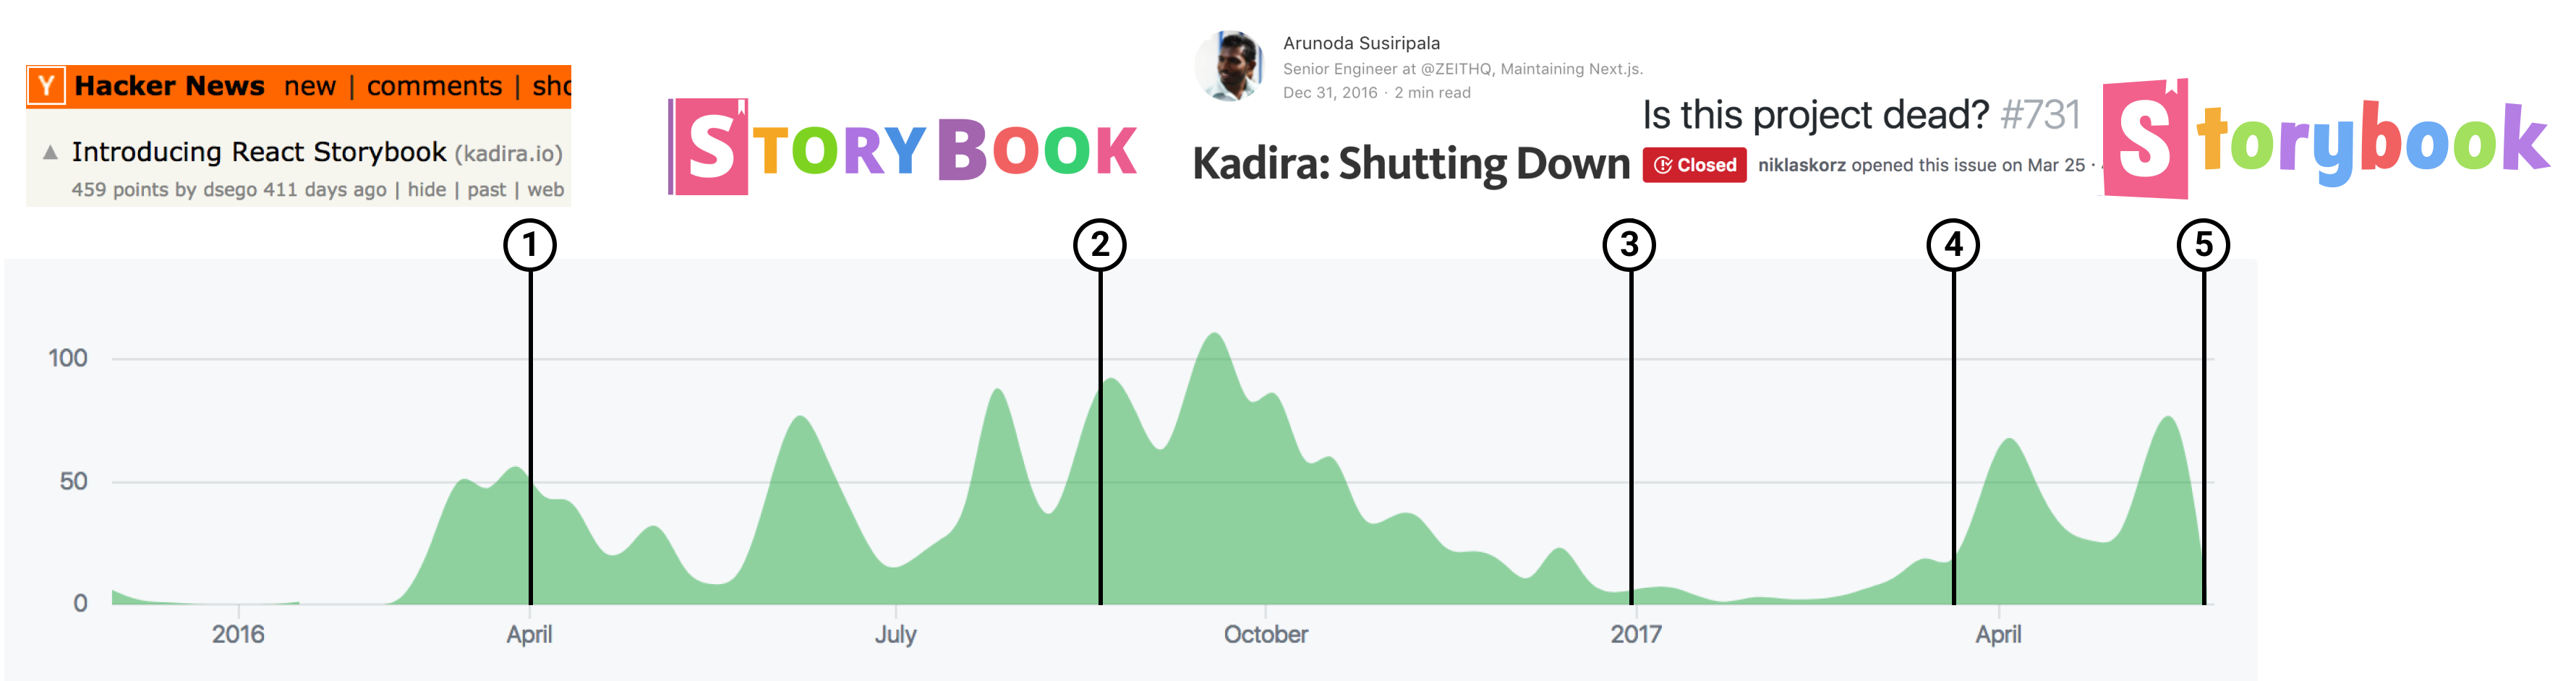 Y Hacker News new | comments | sho
▲ Introducing React Storybook (kadira.io)
459 points by dsego 411 days ago | hide | past | web
STORYBOOK
Arunoda Susiripala
Senior Engineer at @ZEITHQ, Maintaining Next.js.
Dec 31, 2016 · 2 min read
Kadira: Shutting Down
Is this project dead? #731
Closed niklaskorz opened this issue on Mar 25 ·
Storybook
1 2 3 4 5
100
50
0
2016 April July October 2017 April